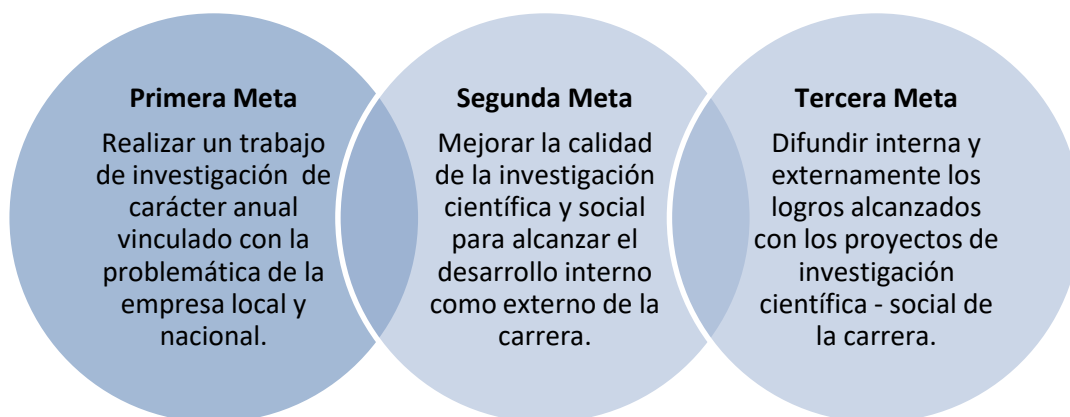 Primera Meta
Realizar un trabajo
de investigación de
carácter anual
vinculado con la
problemática de la
empresa local y
nacional.
Segunda Meta
Mejorar la calidad
de la investigación
científica y social
para alcanzar el
desarrollo interno
como externo de la
carrera.
Tercera Meta
Difundir interna y
externamente los
logros alcanzados
con los proyectos de
investigación
científica - social de
la carrera.